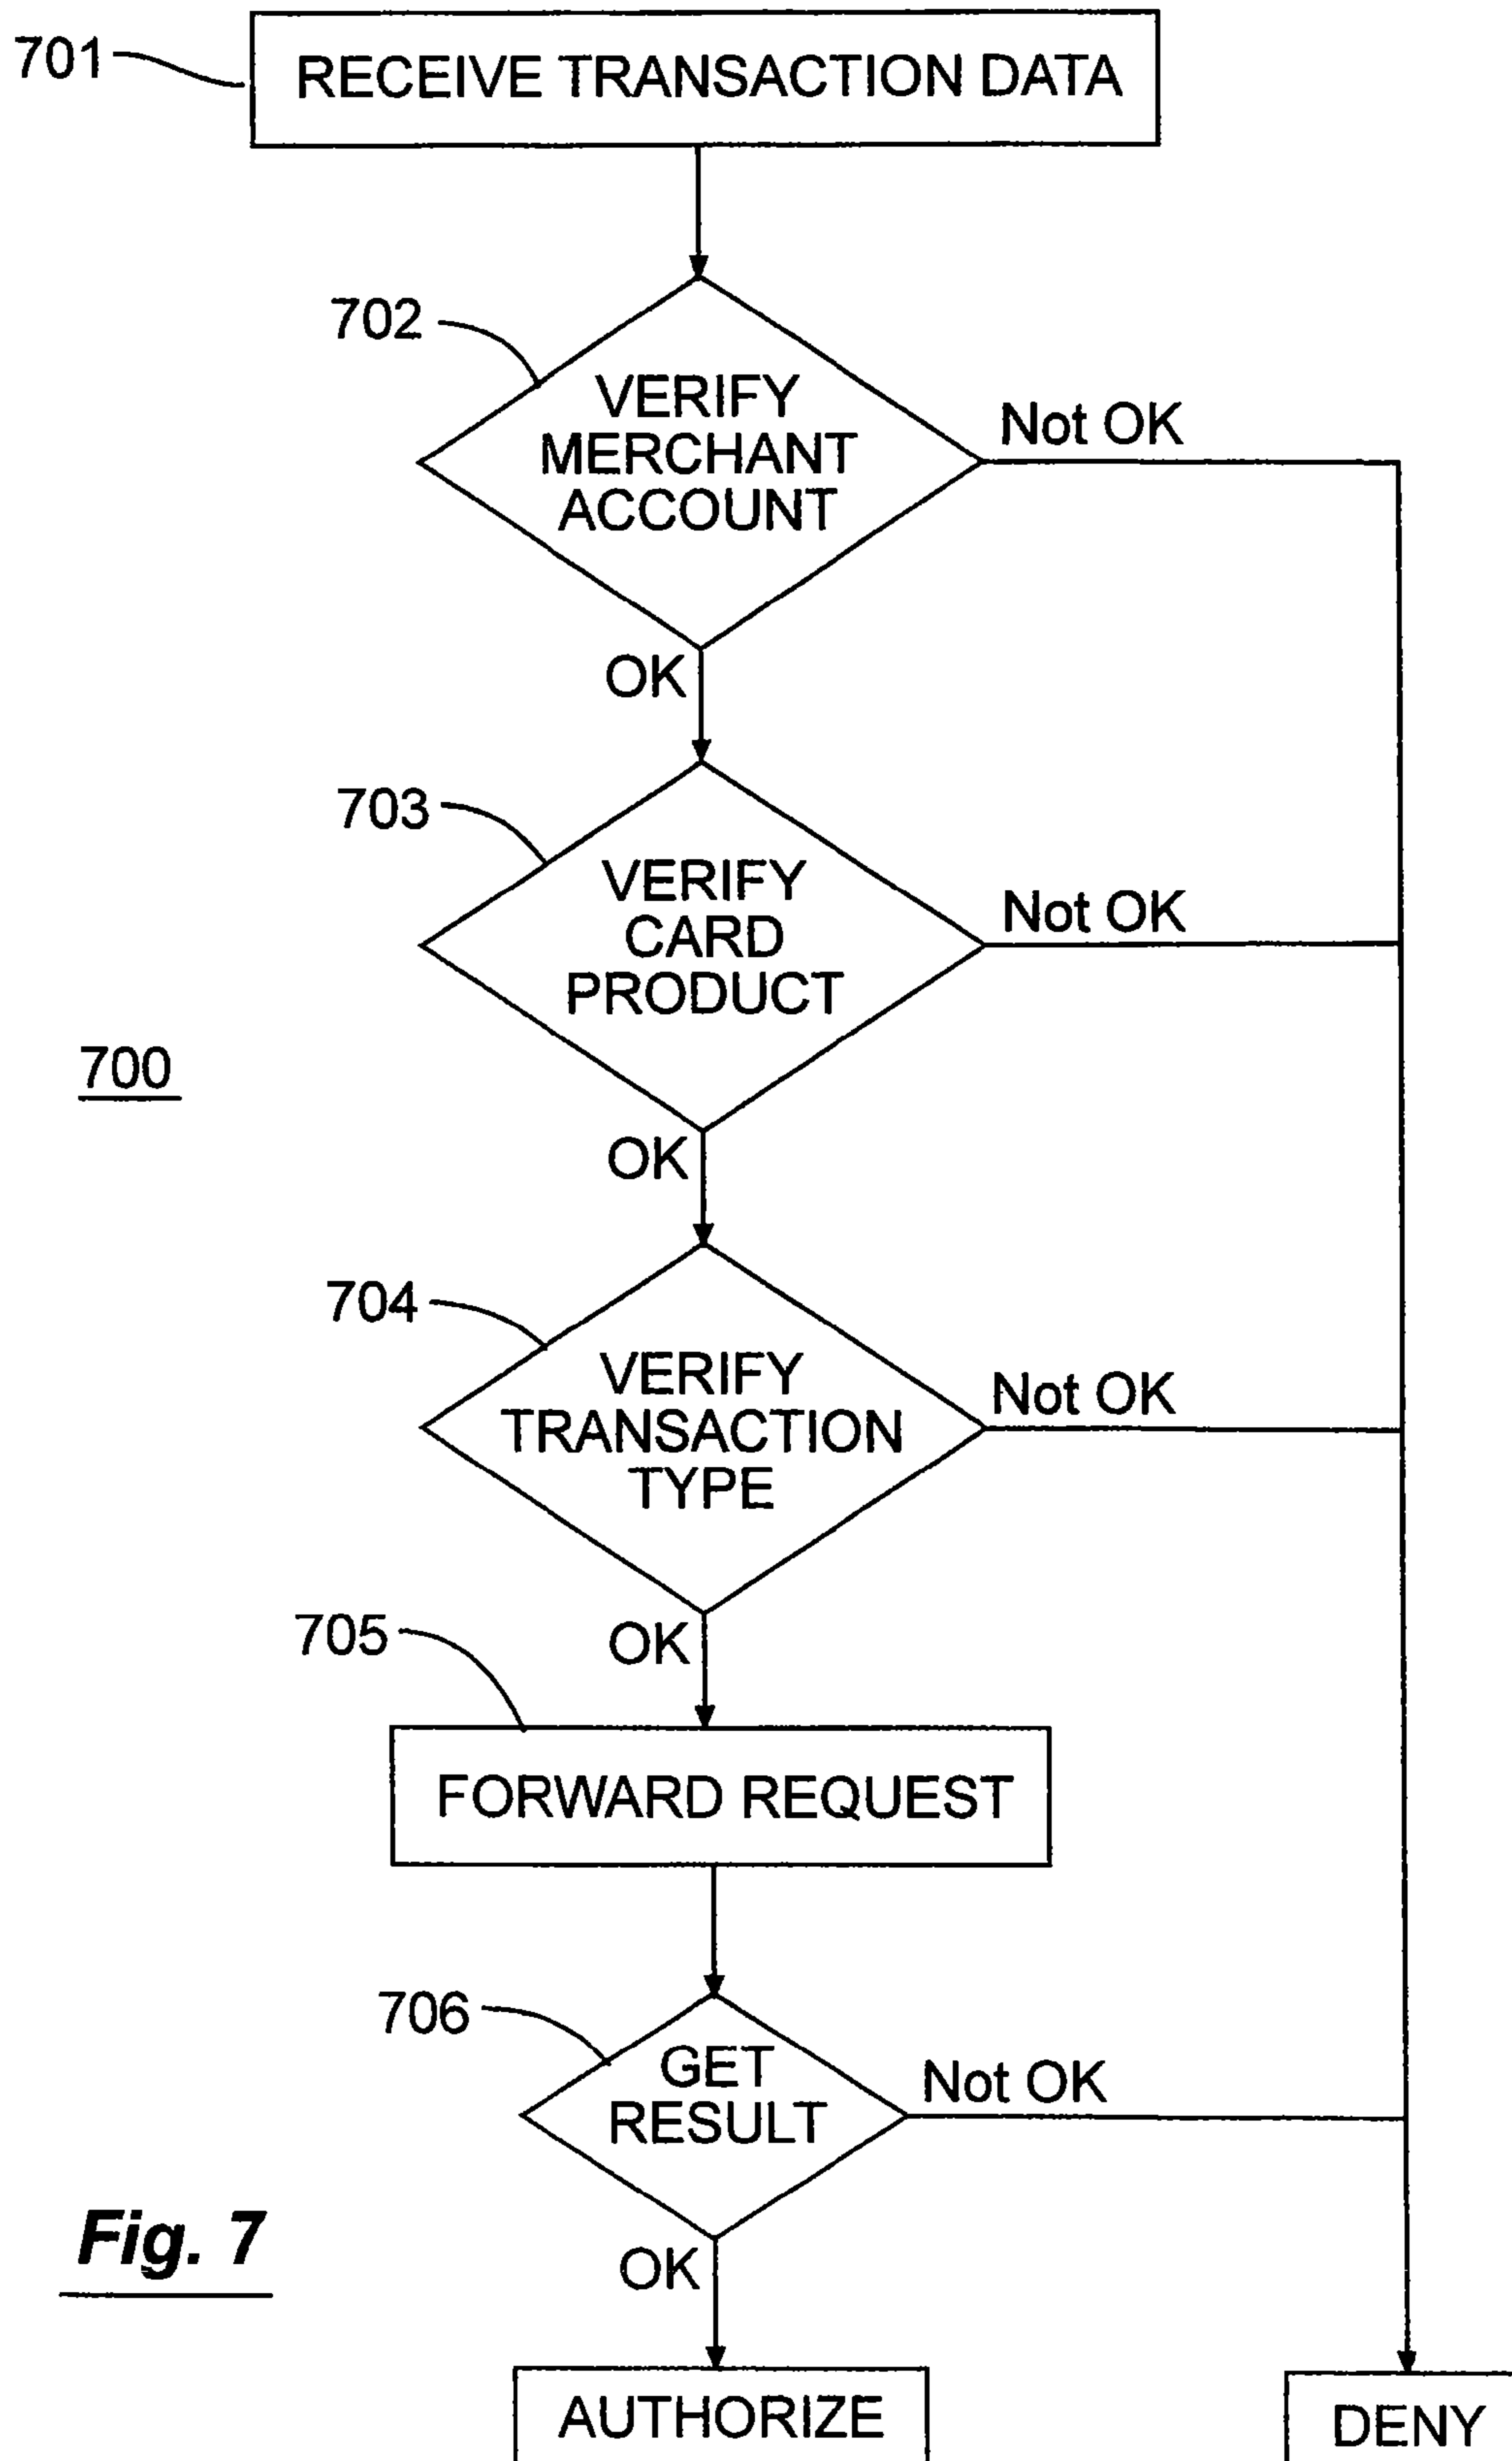 701
RECEIVE TRANSACTION DATA
702
VERIFY
MERCHANT
ACCOUNT
Not OK
OK
703
VERIFY
CARD
PRODUCT
Not OK
700
OK
704
VERIFY
TRANSACTION
TYPE
Not OK
OK
705
FORWARD REQUEST
706
GET
RESULT
Not OK
Fig. 7
OK
AUTHORIZE
DENY